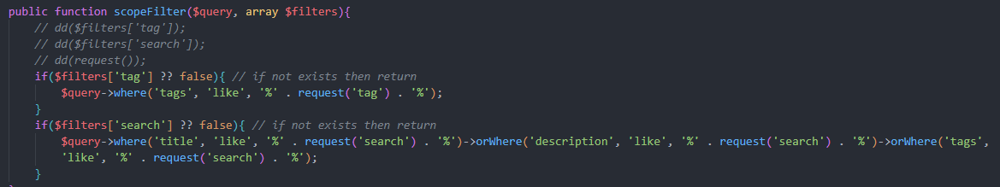 public function scopeFilter($query, array $filters){
// dd($filters['tag']);
// dd($filters['search']);
// dd(request());
if($filters['tag'] ?? false){ // if not exists then return
$query->where('tags', 'like', '%' . request('tag') . '%');
}
if($filters['search'] ?? false){ // if not exists then return
$query->where('title', 'like', '%' . request('search') . '%')->orWhere('description', 'like', '%' . request('search') . '%')->orWhere('tags',
'like', '%' . request('search') . '%');
}